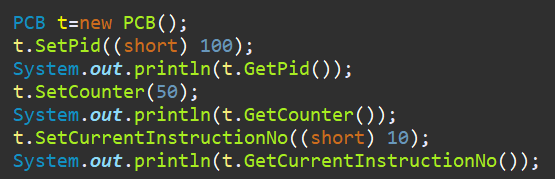 PCB t=new PCB();
t.SetPid((short) 100);
System.out.println(t.GetPid());
t.SetCounter(50);
System.out.println(t.GetCounter());
t.SetCurrentInstructionNo((short) 10);
System.out.println(t.GetCurrentInstructionNo());